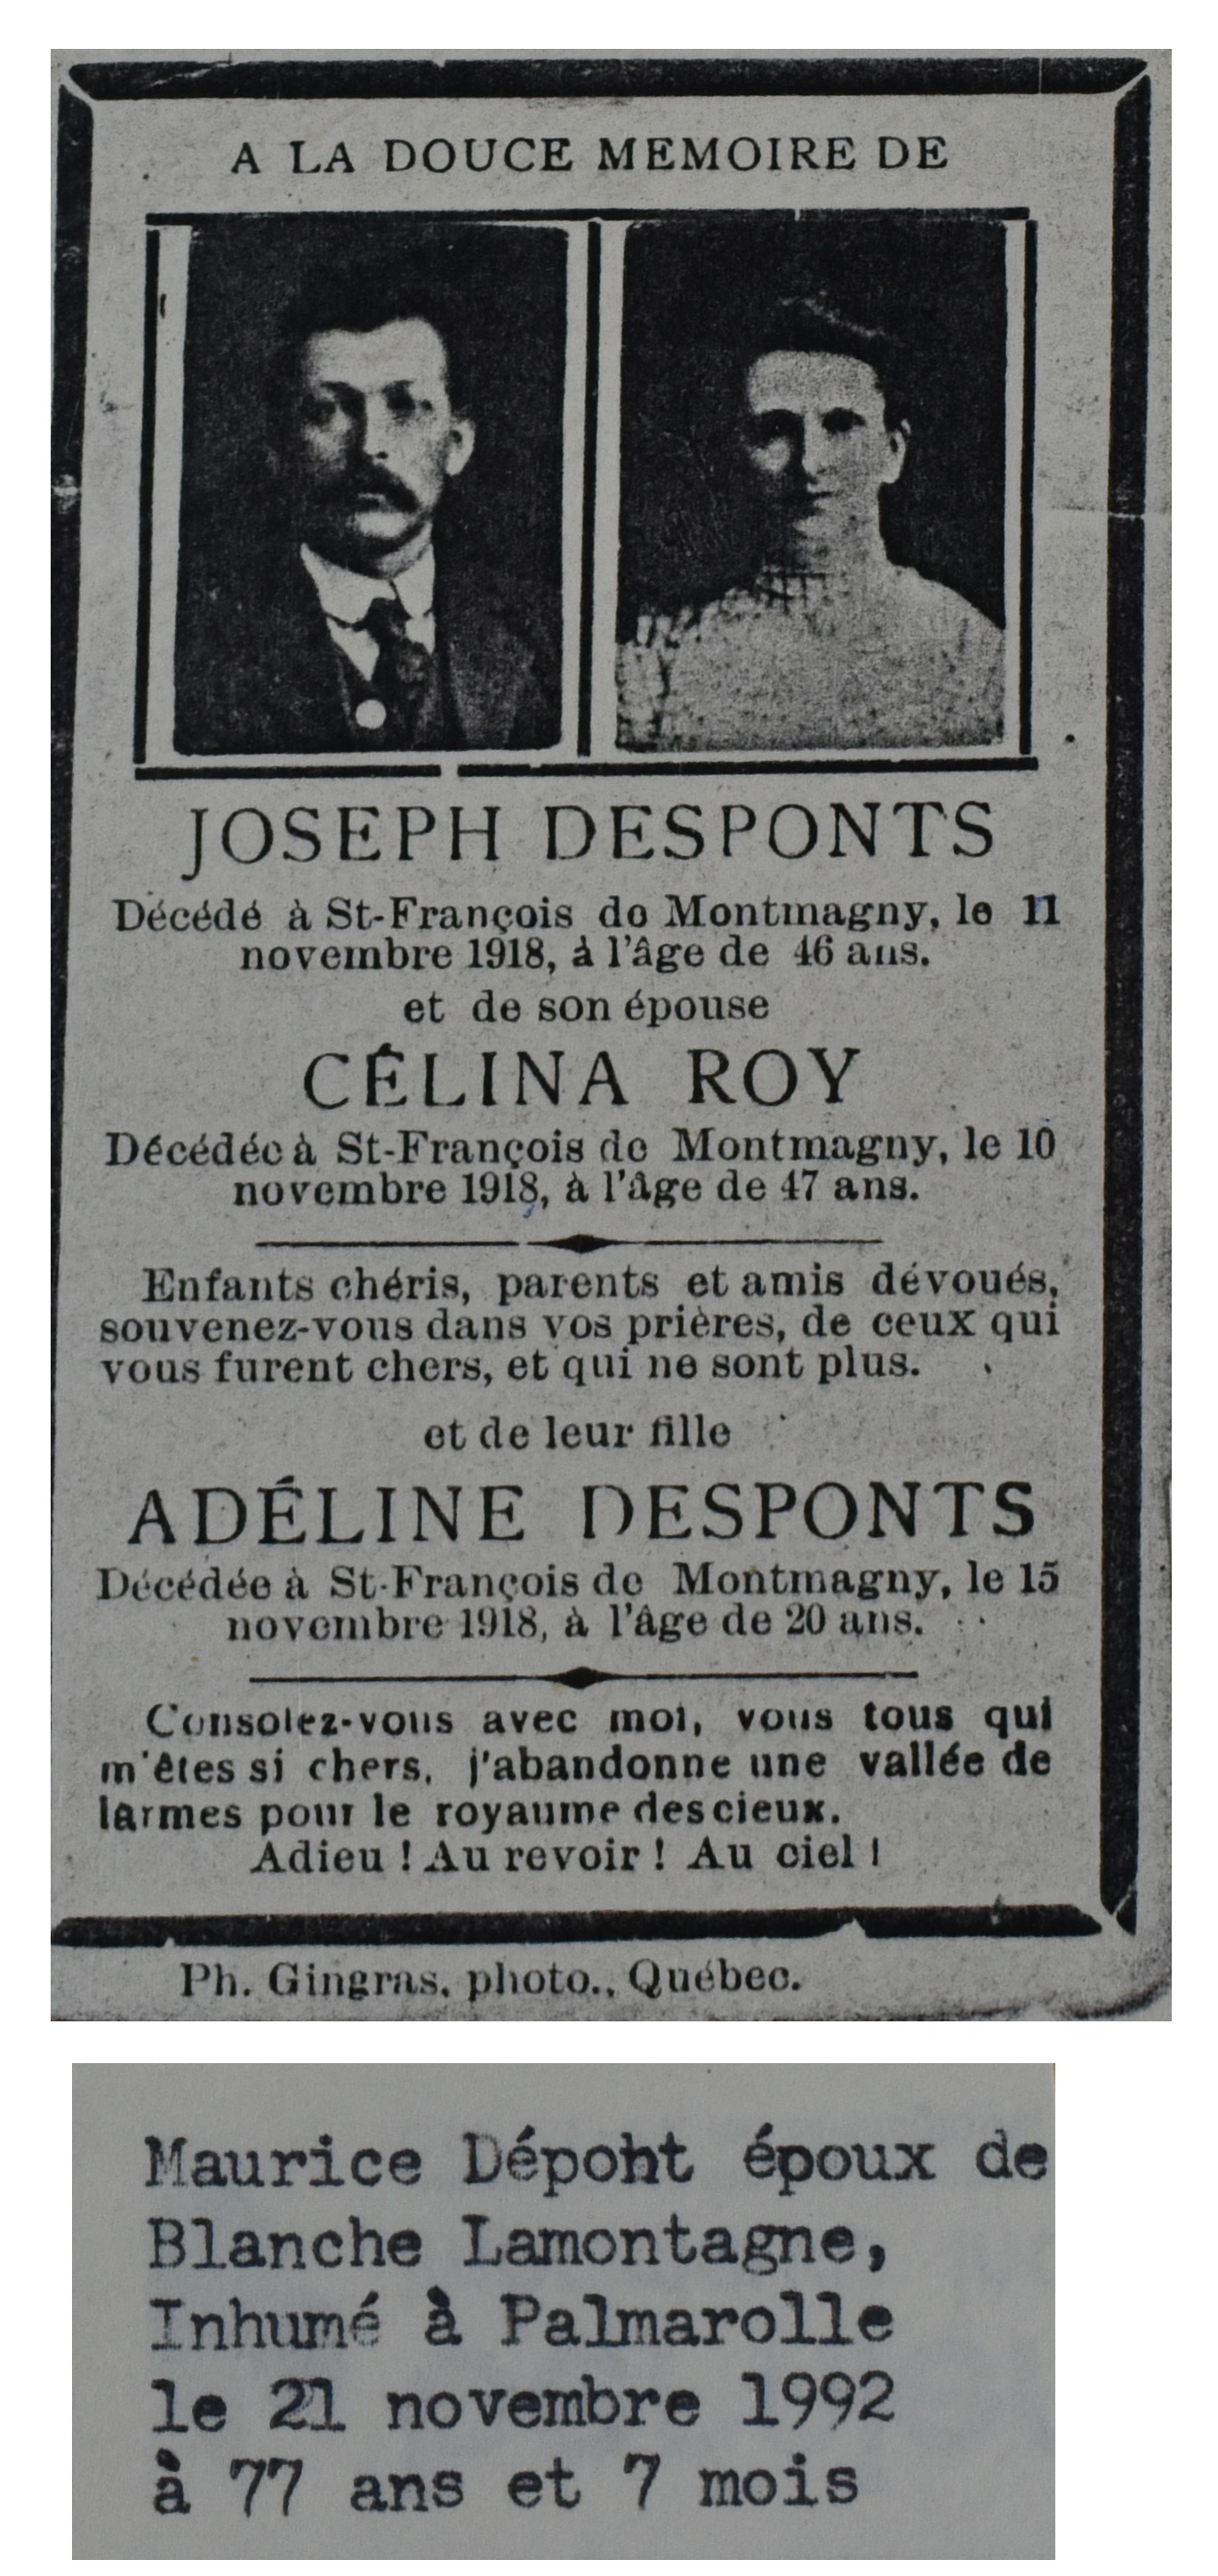 A LA DOUCE MEMOIRE DE
JOSEPH DESPONTS
Décédé à St-François de Montmagny, le 11
novembre 1918, à l'âge de 46 ans.
et de son épouse
CÉLINA ROY
Décédée à St-François de Montmagny, le 10
novembre 1918, à l'âge de 47 ans.
Enfants chéris, parents et amis dévoués,
souvenez-vous dans vos prières, de ceux qui
vous furent chers, et qui ne sont plus.
et de leur fille
ADÉLINE DESPONTS
Décédée à St-François de Montmagny, le 15
novembre 1918, à l'âge de 20 ans.
Consolez-vous avec moi, vous tous qui
m'êtes si chers, j'abandonne une vallée de
larmes pour le royaume des cieux.
Adieu ! Au revoir ! Au ciel !
Ph. Gingras, photo., Québec.
Maurice Dépont époux de
Blanche Lamontagne,
Inhumé à Palmarolle
le 21 novembre 1992
à 77 ans et 7 mois